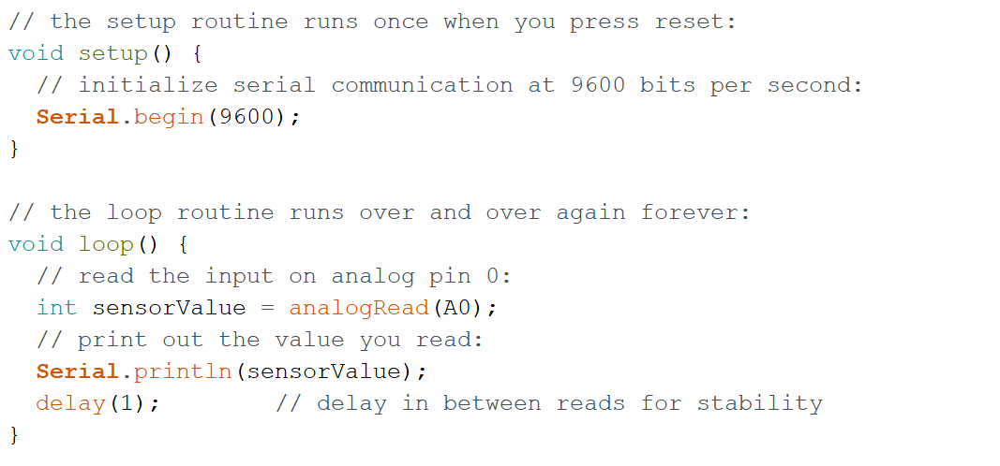 // the setup routine runs once when you press reset:
void setup() {
  // initialize serial communication at 9600 bits per second:
  Serial.begin(9600);
}

// the loop routine runs over and over again forever:
void loop() {
  // read the input on analog pin 0:
  int sensorValue = analogRead(A0);
  // print out the value you read:
  Serial.println(sensorValue);
  delay(1);        // delay in between reads for stability
}